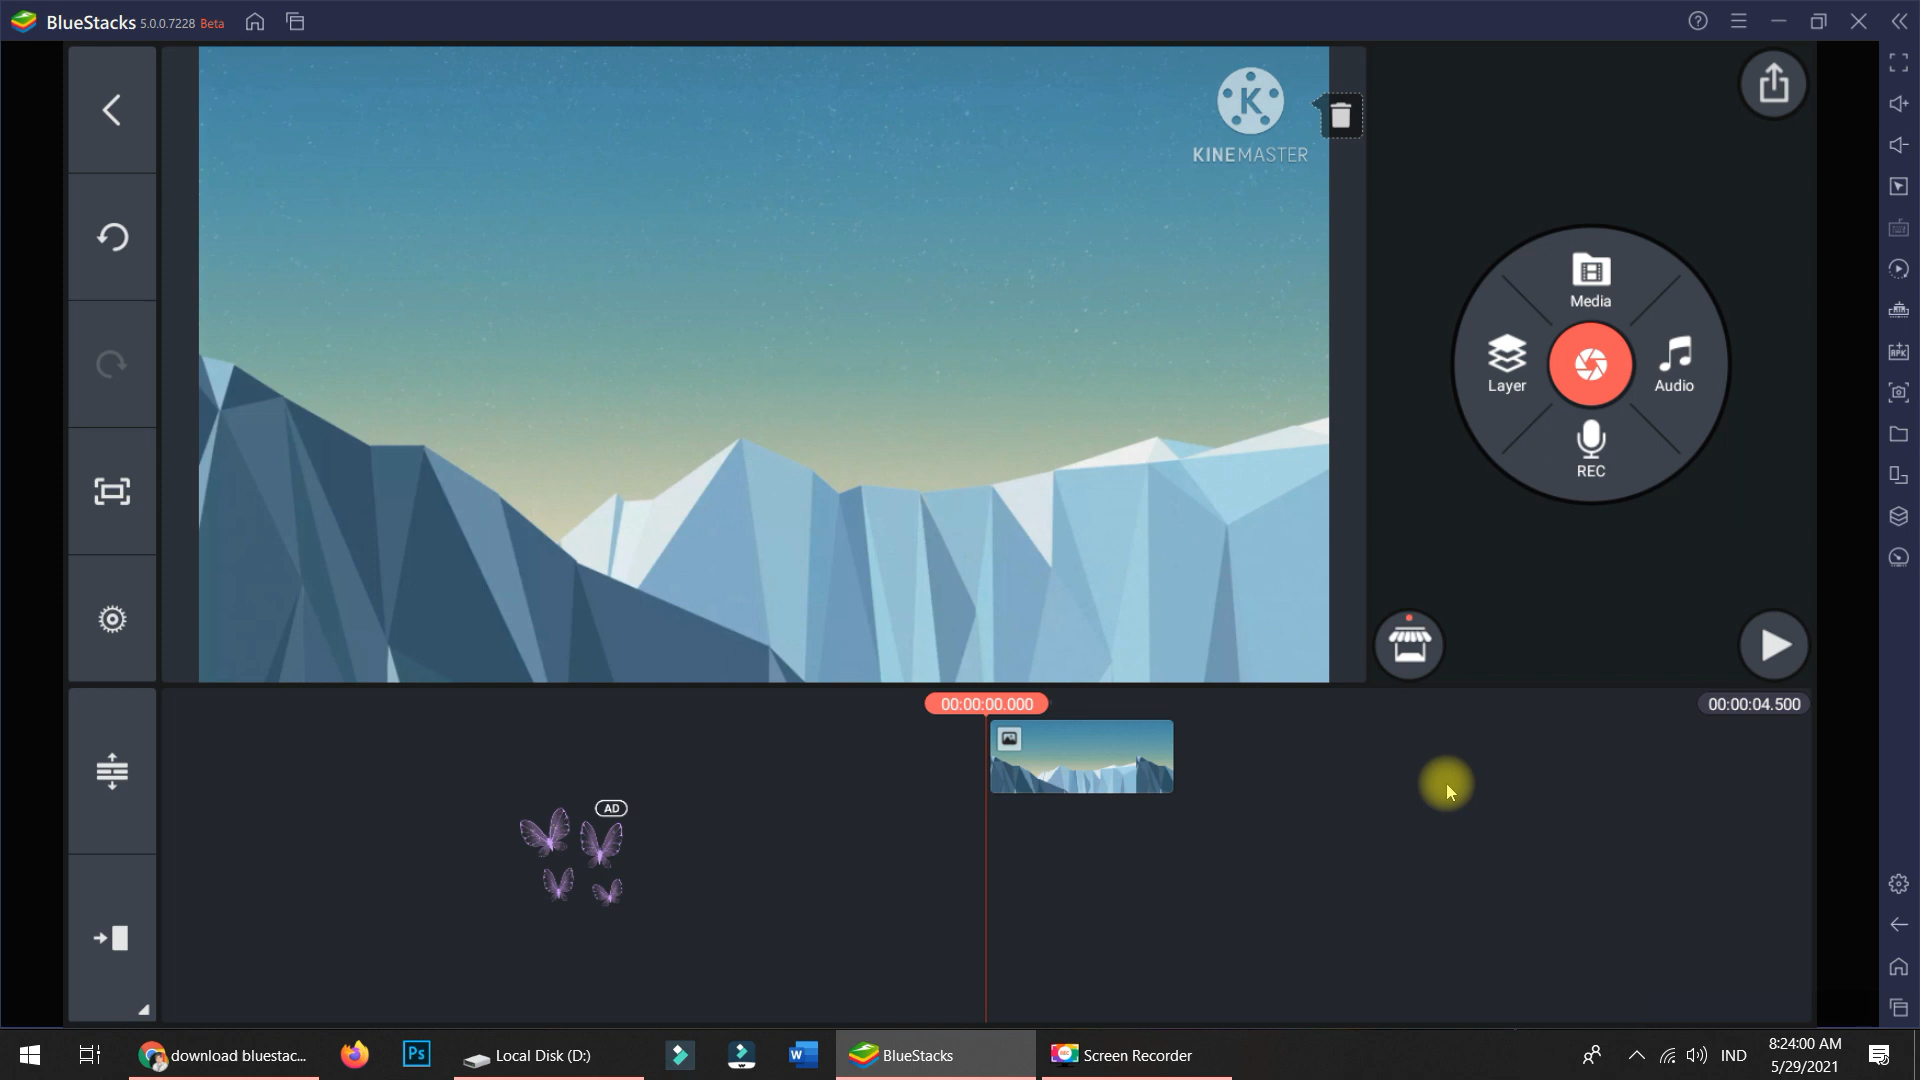 BlueStacks 5.0.0.7228 Beta
K
KINEMASTER
Media
Layer
Audio
REC
00:00:00.000
00:00:04.500
AD
Ps
W
download bluestac...
Local Disk (D:)
BlueStacks
Screen Recorder
IND
8:24:00 AM
5/29/2021